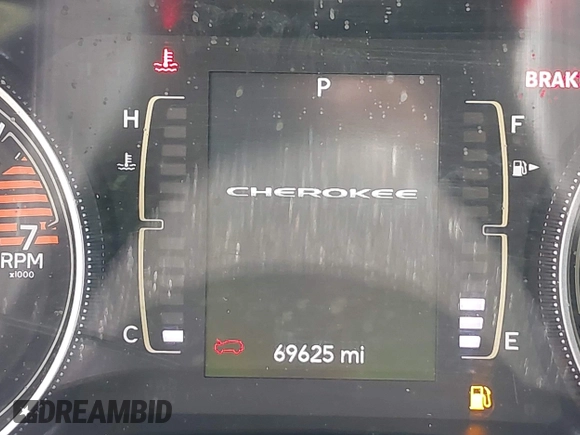 P
BRAK
H
F
CHEROKEE
7
RPM
x1000
C
E
69625 mi
DREAMBID